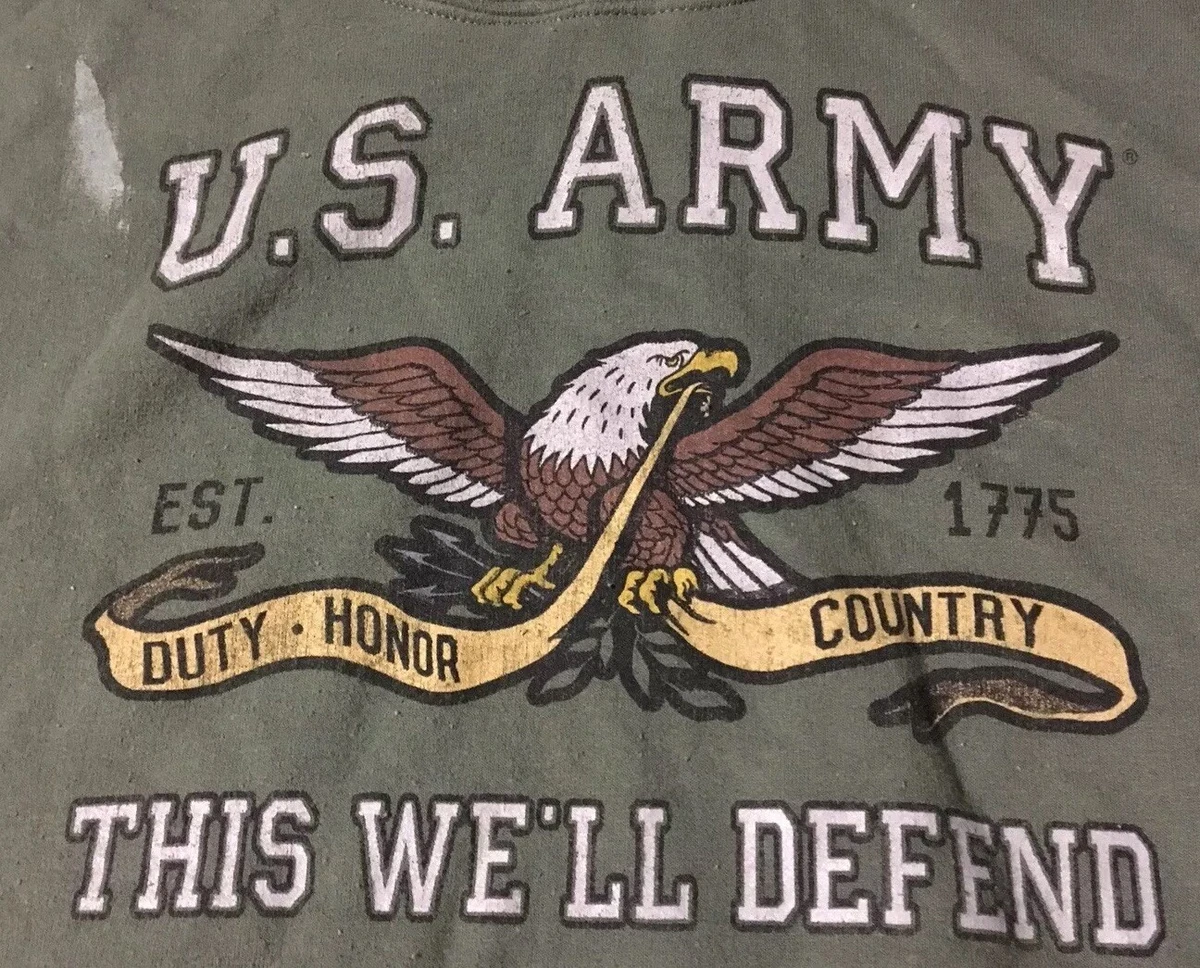 U.S. ARMY®
EST. 1775
DUTY · HONOR COUNTRY
THIS WE'LL DEFEND